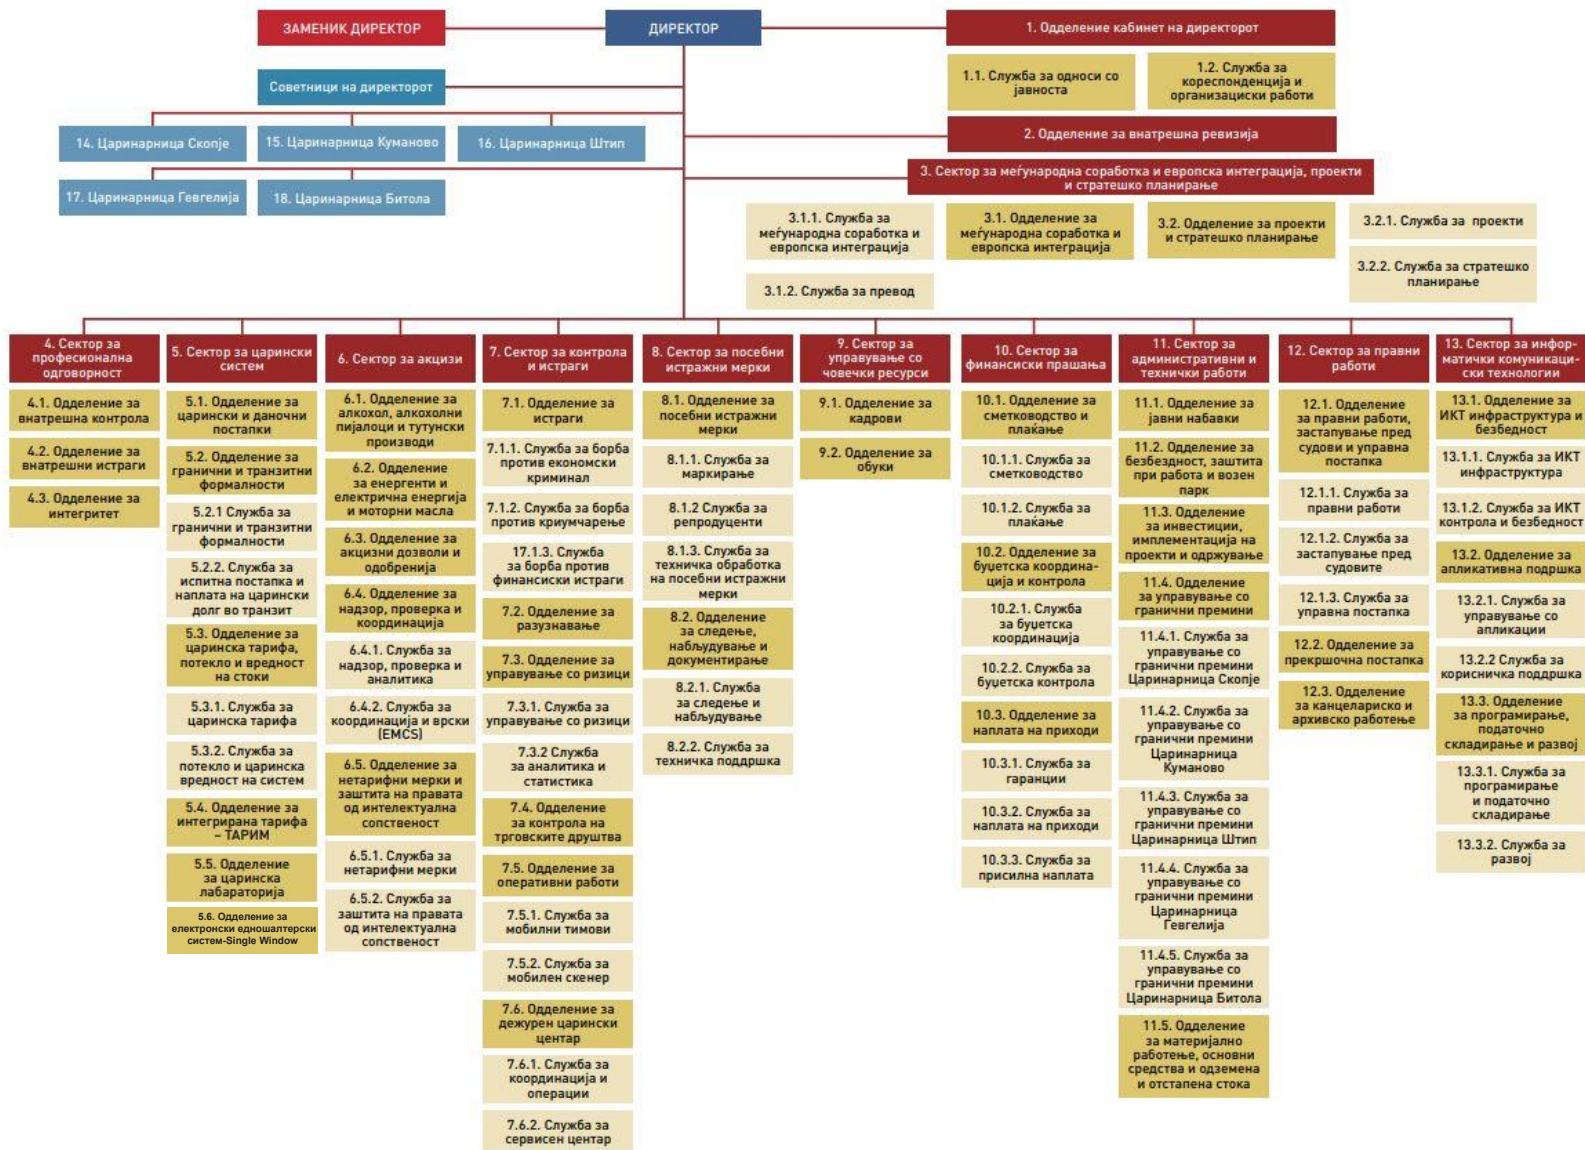 ЗАМЕНИК ДИРЕКТОР
ДИРЕКТОР
1. Одделение кабинет на директорот
1.1. Служба за односи со
јавноста
1.2. Служба за
кореспонденција и
организациски работи
Советници на директорот
14. Царинарница Скопје
15. Царинарница Куманово
16. Царинарница Штип
2. Одделение за внатрешна ревизија
17. Царинарница Гевгелија
18. Царинарница Битола
3. Сектор за меѓународна соработка и европска интеграција, проекти
и стратешко планирање
3.1.1. Служба за
меѓународна соработка и
европска интеграција
3.1. Одделение за
меѓународна соработка и
европска интеграција
3.2. Одделение за проекти
и стратешко планирање
3.2.1. Служба за проекти
3.1.2. Служба за превод
3.2.2. Служба за стратешко
планирање
4. Сектор за
професионална
одговорност
4.1. Одделение за
внатрешна контрола
4.2. Одделение за
внатрешни истраги
4.3. Одделение за
интегритет
5. Сектор за царински
систем
5.1. Одделение за
царински и даночни
постапки
5.2. Одделение за
гранични и транзитни
формалности
5.2.1 Служба за
гранични и транзитни
формалности
5.2.2. Служба за
испитна постапка и
наплата на царински
долг во транзит
5.3. Одделение за
царинска тарифа,
потекло и вредност
на стоки
5.3.1. Служба за
царинска тарифа
5.3.2. Служба за
потекло и царинска
вредност на систем
5.4. Одделение за
интегрирана тарифа
– ТАРИМ
5.5. Одделение
за царинска
лабараторија
5.6. Одделение за
електронски едношалтерски
систем-Single Window
6. Сектор за акцизи
6.1. Одделение за
алкохол, алкохолни
пијалоци и тутунски
производи
6.2. Одделение
за енергенти и
електрична енергија
и моторни масла
6.3. Одделение за
акцизни дозволи и
одобренија
6.4. Одделение за
надзор, проверка и
координација
6.4.1. Служба за
надзор, проверка и
аналитика
6.4.2. Служба за
координација и врски
(EMCS)
6.5. Одделение за
нетарифни мерки и
заштита на правата
од интелектуална
сопственост
6.5.1. Служба за
нетарифни мерки
6.5.2. Служба за
заштита на правата
од интелектуална
сопственост
7. Сектор за контрола
и истраги
7.1. Одделение за
истраги
7.1.1. Служба за борба
против економски
криминал
7.1.2. Служба за борба
против криумчарење
17.1.3. Служба
за борба против
финансиски истраги
7.2. Одделение за
разузнавање
7.3. Одделение за
управување со ризици
7.3.1. Служба за
управување со ризици
7.3.2 Служба
за аналитика и
статистика
7.4. Одделение
за контрола на
трговските друштва
7.5. Одделение за
оперативни работи
7.5.1. Служба за
мобилни тимови
7.5.2. Служба за
мобилен скенер
7.6. Одделение за
дежурен царински
центар
7.6.1. Служба за
координација и
операции
7.6.2. Служба за
сервисен центар
8. Сектор за посебни
истражни мерки
8.1. Одделение за
посебни истражни
мерки
8.1.1. Служба за
маркирање
8.1.2 Служба за
репродуценти
8.1.3. Служба за
техничка обработка
на посебни истражни
мерки
8.2. Одделение
за следење,
набљудување и
документирање
8.2.1. Служба
за следење и
набљудување
8.2.2. Служба за
техничка поддршка
9. Сектор за
управување со
човечки ресурси
9.1. Одделение за
кадрови
9.2. Одделение за
обуки
10. Сектор за
финансиски прашања
10.1. Одделение за
сметководство и
плаќање
10.1.1. Служба за
сметководство
10.1.2. Служба за
плаќање
10.2. Одделение за
буџетска координа-
ција и контрола
10.2.1. Служба
за буџетска
координација
10.2.2. Служба за
буџетска контрола
10.3. Одделение за
наплата на приходи
10.3.1. Служба за
гаранции
10.3.2. Служба за
наплата на приходи
10.3.3. Служба за
присилна наплата
11. Сектор за
административни и
технички работи
11.1. Одделение за
јавни набавки
11.2. Одделение за
безбездност, заштита
при работа и возен
парк
11.3. Одделение
за инвестиции,
имплементација на
проекти и одржување
11.4. Одделение
за управување со
гранични премини
11.4.1. Служба за
управување со
гранични премини
Царинарница Скопје
11.4.2. Служба за
управување со
гранични премини
Царинарница
Куманово
11.4.3. Служба за
управување со
гранични премини
Царинарница Штип
11.4.4. Служба за
управување со
гранични премини
Царинарница
Гевгелија
11.4.5. Служба за
управување со
гранични премини
Царинарница Битола
11.5. Одделение
за материјално
работење, основни
средства и одземена
и отстапена стока
12. Сектор за правни
работи
12.1. Одделение
за правни работи,
застапување пред
судови и управна
постапка
12.1.1. Служба за
правни работи
12.1.2. Служба за
застапување пред
судовите
12.1.3. Служба за
управна постапка
12.2. Одделение за
прекршочна постапка
12.3. Одделение
за канцелариско и
архивско работење
13. Сектор за инфор-
матички комуникаци-
ски технологии
13.1. Одделение за
ИКТ инфраструктура и
безбедност
13.1.1. Служба за ИКТ
инфраструктура
13.1.2. Служба за ИКТ
контрола и безбедност
13.2. Одделение за
апликативна подршка
13.2.1. Служба за
управување со
апликации
13.2.2 Служба за
корисничка поддршка
13.3. Одделение
за програмирање,
податочно
складирање и развој
13.3.1. Служба за
програмирање
и податочно
складирање
13.3.2. Служба за
развој